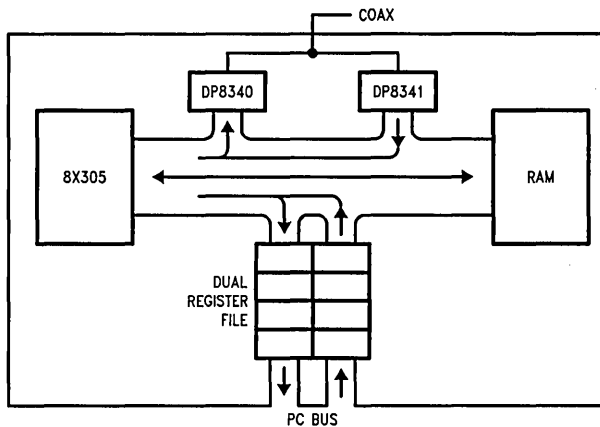 COAX
DP8340
DP8341
8X305
RAM
DUAL
REGISTER
FILE
PC BUS